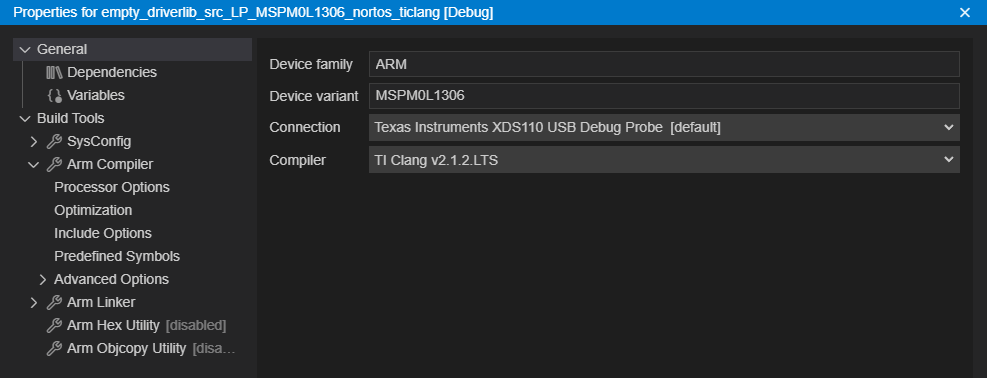 Properties for empty_driverlib_src_LP_MSPM0L1306_nortos_ticlang [Debug]
General
Dependencies
Variables
Build Tools
SysConfig
Arm Compiler
Processor Options
Optimization
Include Options
Predefined Symbols
Advanced Options
Arm Linker
Arm Hex Utility [disabled]
Arm Objcopy Utility [disa...
Device family ARM
Device variant MSPM0L1306
Connection Texas Instruments XDS110 USB Debug Probe [default]
Compiler TI Clang v2.1.2.LTS